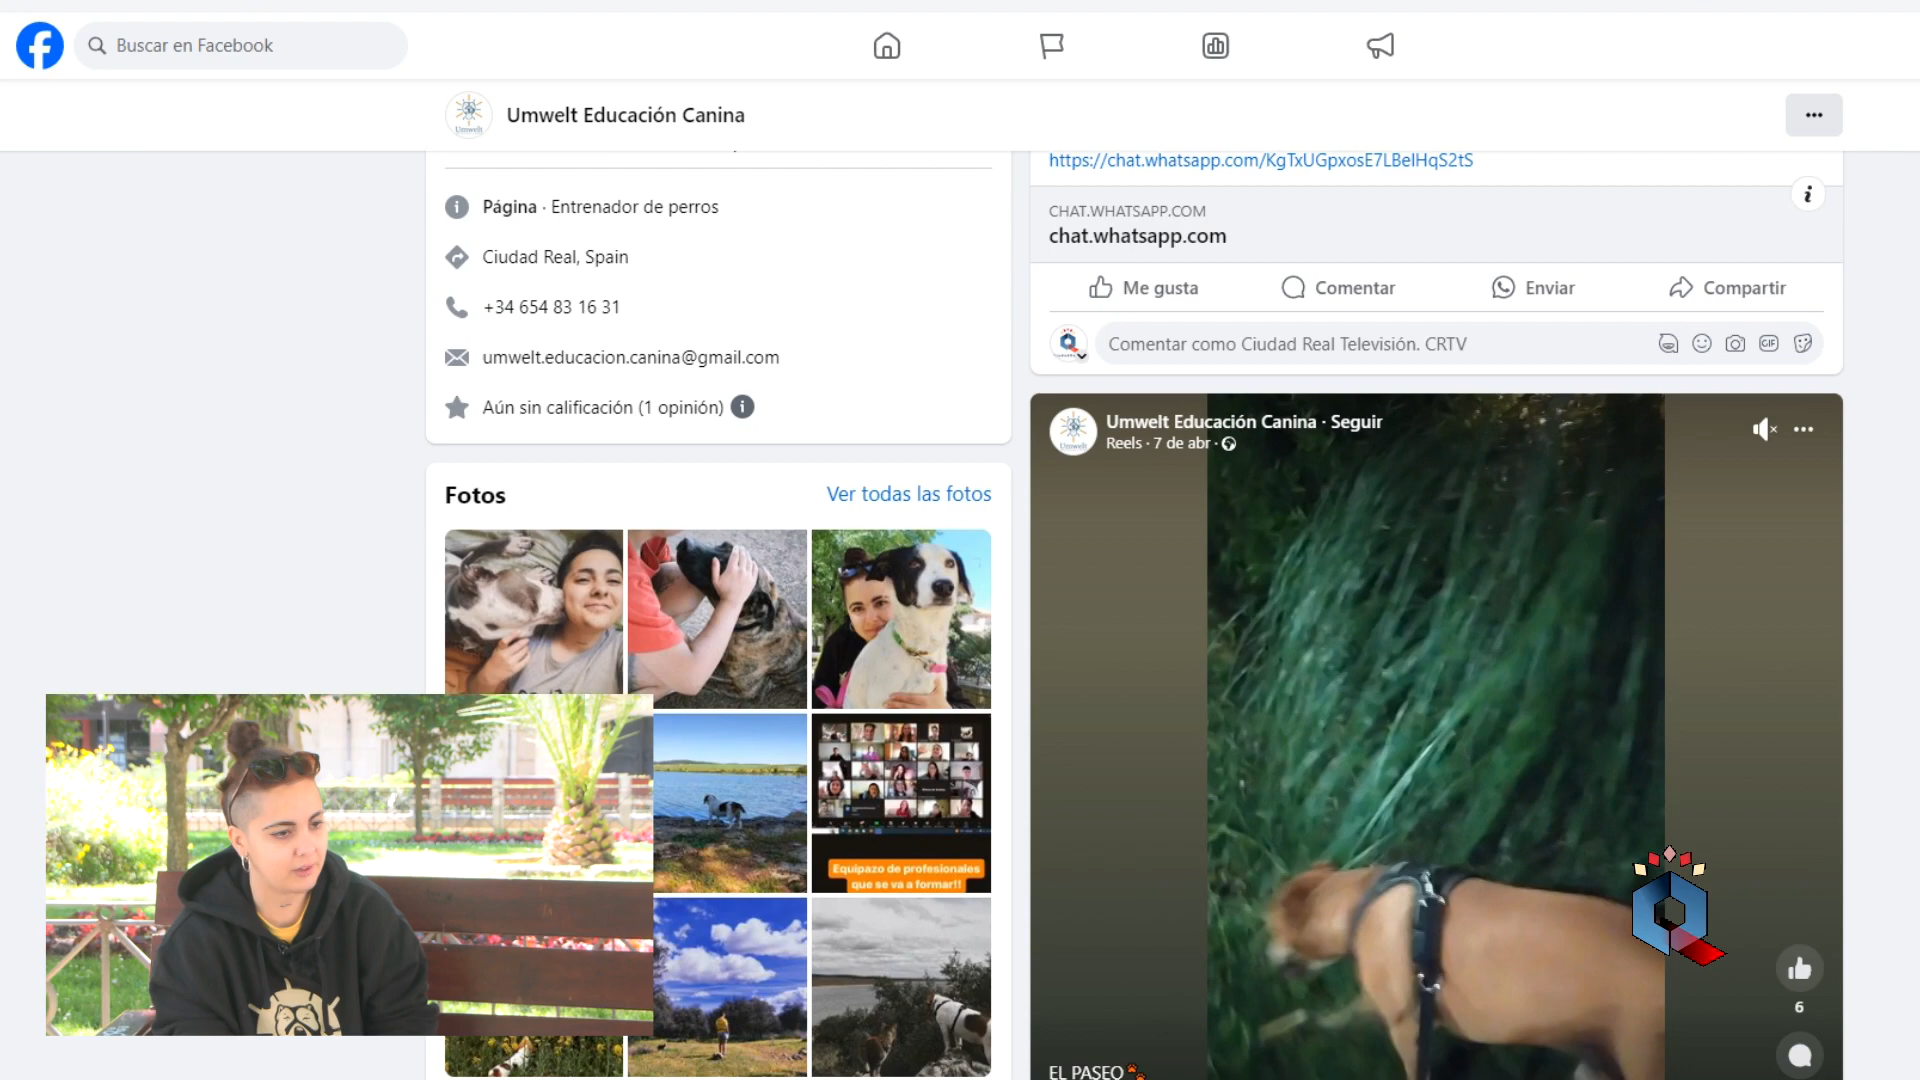 Buscar en Facebook
Umwelt Educación Canina
Umwelt
Página · Entrenador de perros
Ciudad Real, Spain
+34 654 83 16 31
umwelt.educacion.canina@gmail.com
Aún sin calificación (1 opinión)
Fotos
Ver todas las fotos
Equipazo de profesionales
que se va a formar!!
https://chat.whatsapp.com/KgTxUGpxosE7LBelHqS2tS
CHAT.WHATSAPP.COM
chat.whatsapp.com
Me gusta
Comentar
Enviar
Compartir
Comentar como Ciudad Real Televisión. CRTV
GIF
Umwelt Educación Canina · Seguir
Reels · 7 de abr ·
Umwelt
6
EL PASEO